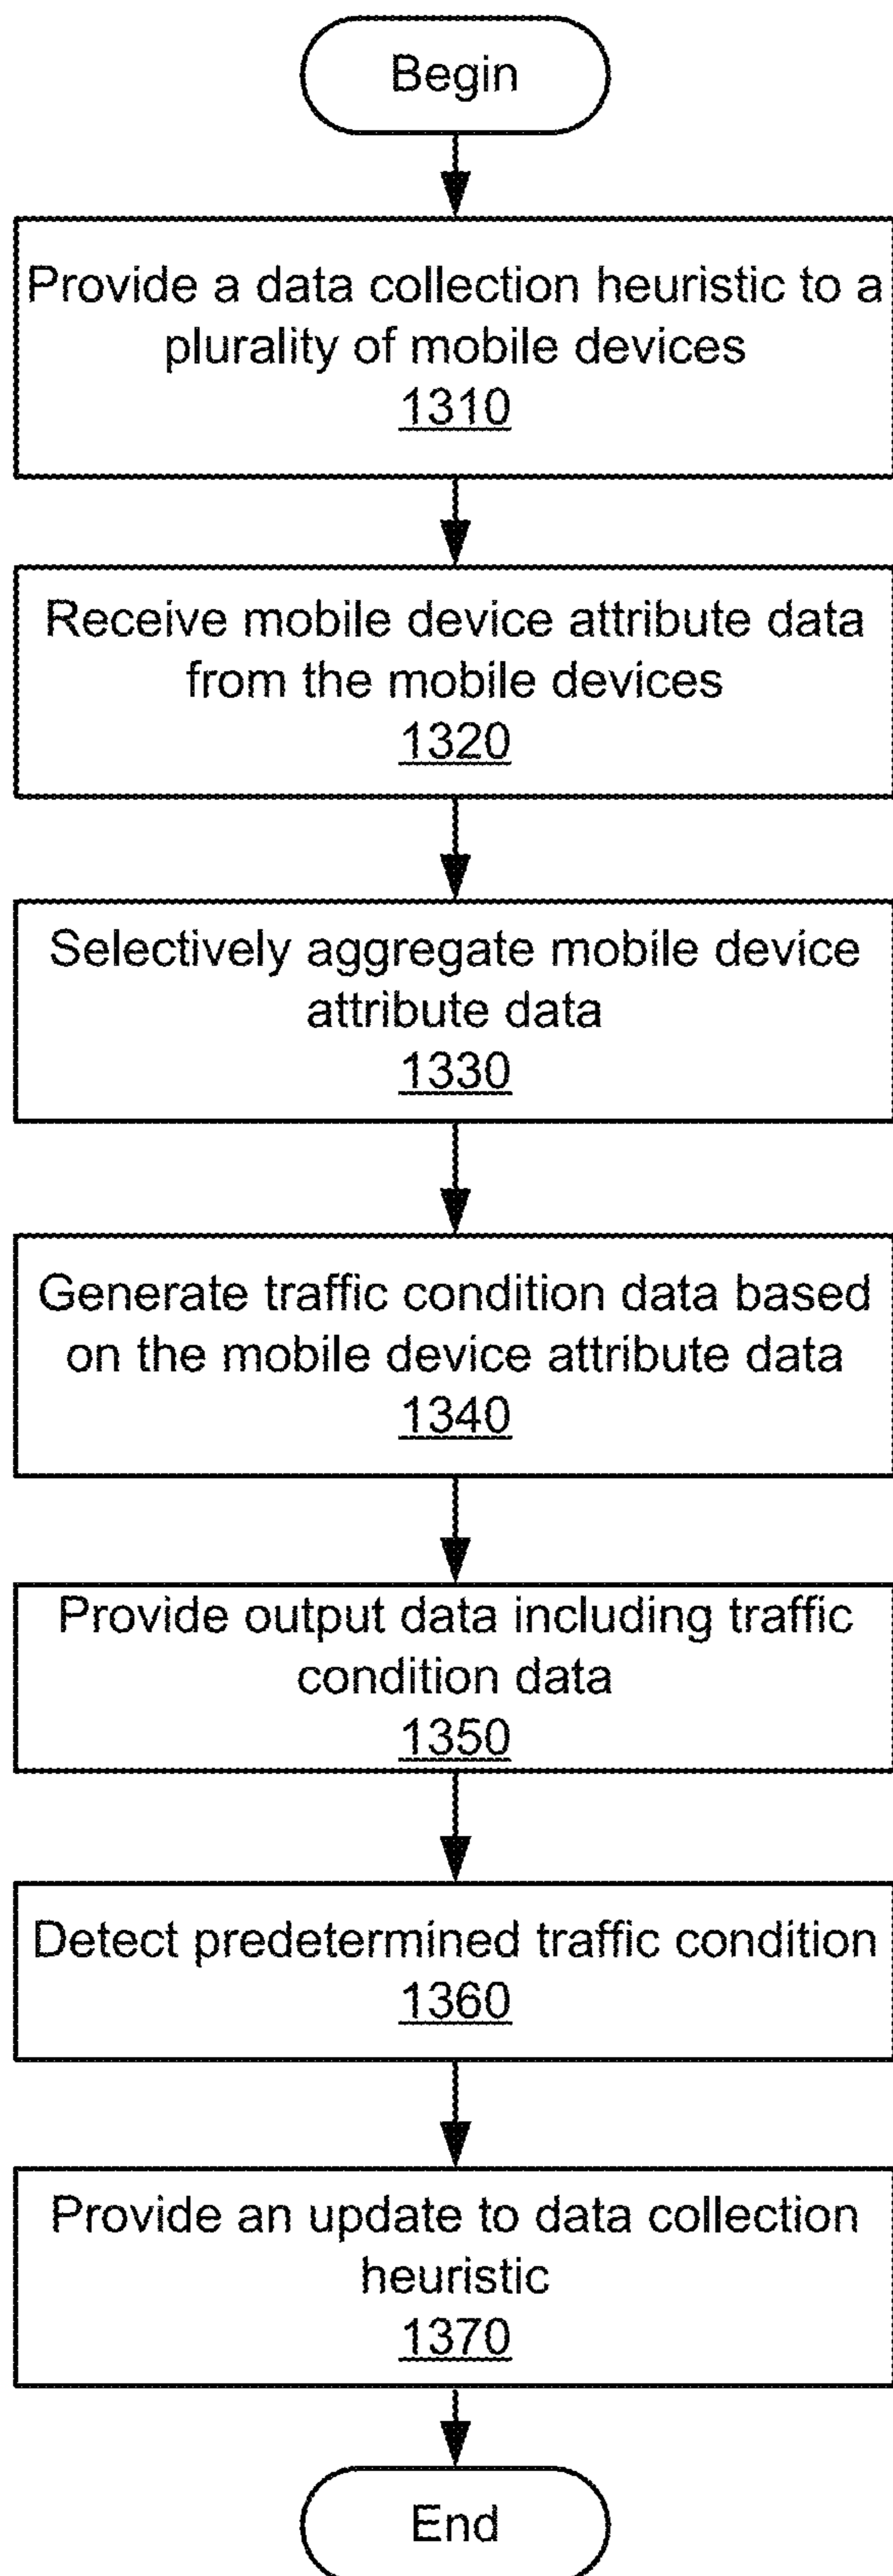 Begin
Provide a data collection heuristic to a
plurality of mobile devices
1310
Receive mobile device attribute data
from the mobile devices
1320
Selectively aggregate mobile device
attribute data
1330
Generate traffic condition data based
on the mobile device attribute data
1340
Provide output data including traffic
condition data
1350
Detect predetermined traffic condition
1360
Provide an update to data collection
heuristic
1370
End